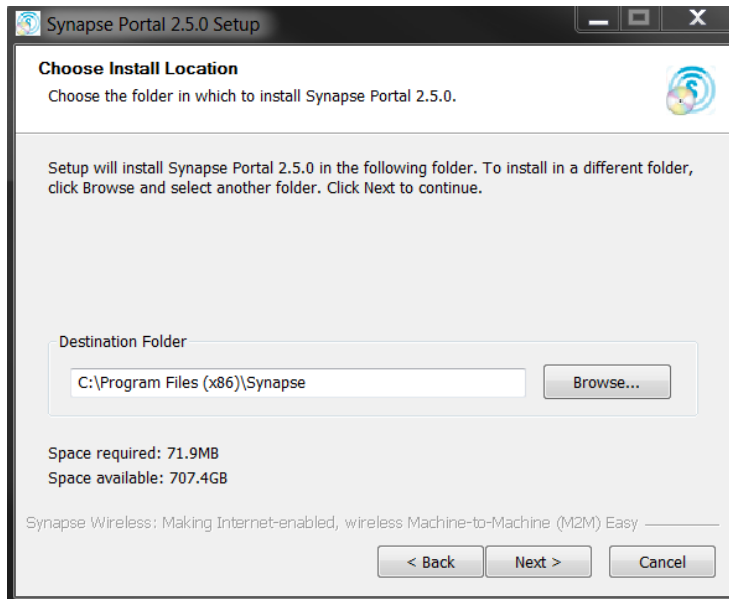 Synapse Portal 2.5.0 Setup
Choose Install Location
Choose the folder in which to install Synapse Portal 2.5.0.
Setup will install Synapse Portal 2.5.0 in the following folder. To install in a different folder,
click Browse and select another folder. Click Next to continue.
Destination Folder
C:\Program Files (x86)\Synapse
Browse...
Space required: 71.9MB
Space available: 707.4GB
Synapse Wireless: Making Internet-enabled, wireless Machine-to-Machine (M2M) Easy
< Back
Next >
Cancel